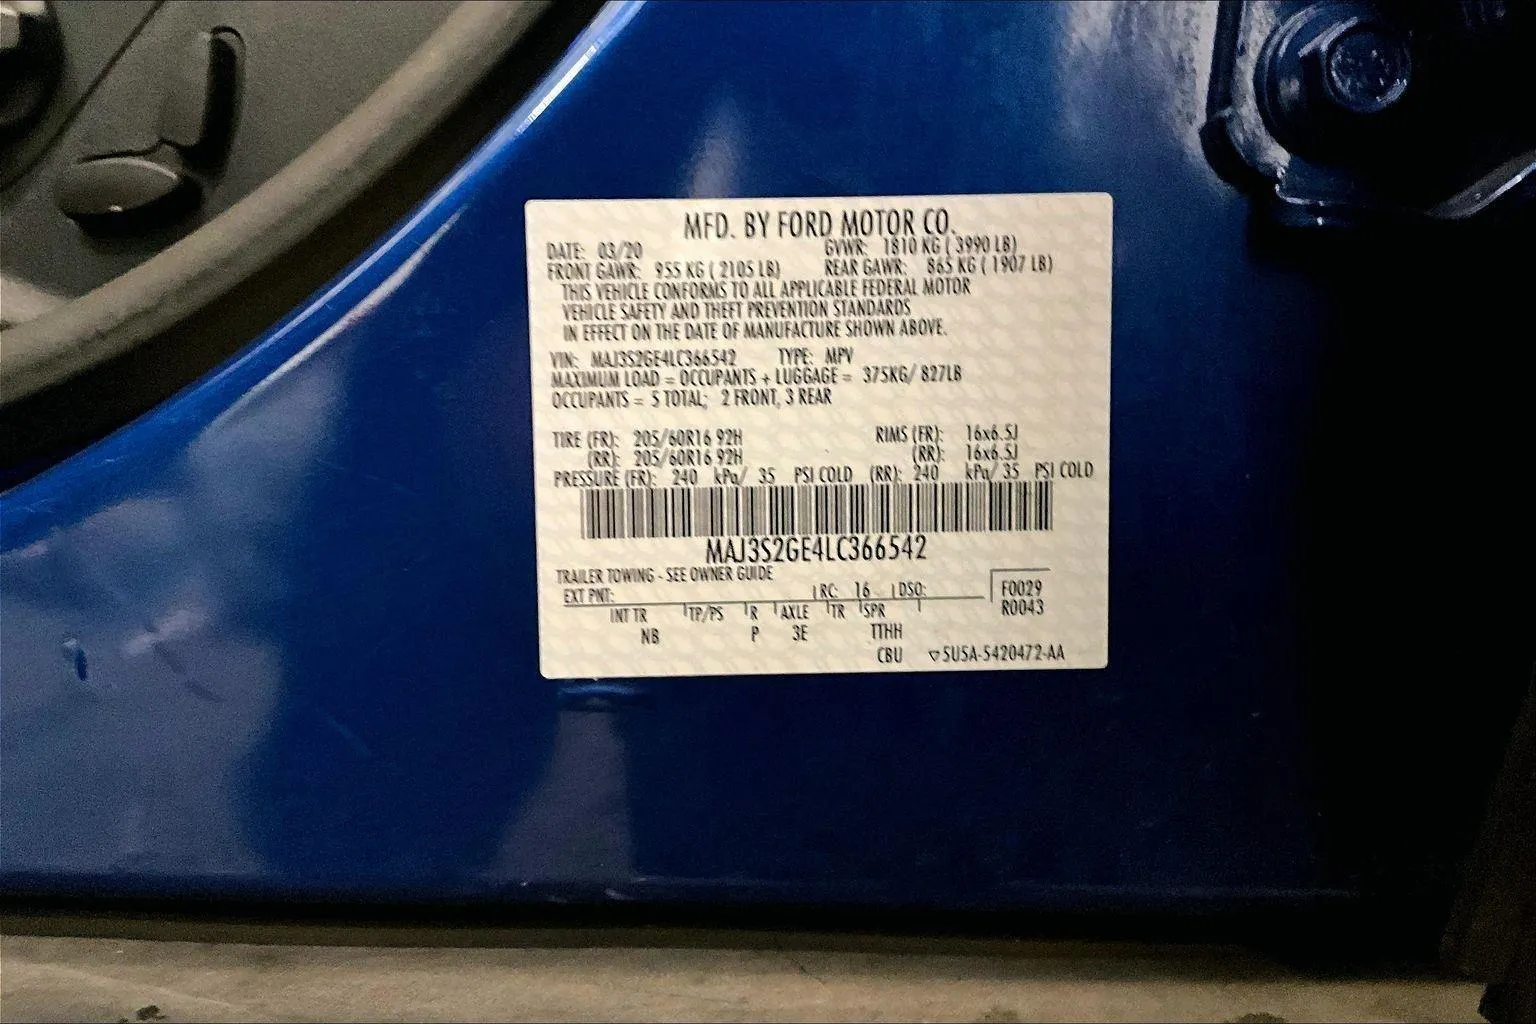 MFD. BY FORD MOTOR CO.
DATE: 03/20 GVWR: 1810 KG ( 3990 LB)
FRONT GAWR: 955 KG ( 2105 LB) REAR GAWR: 865 KG ( 1907 LB)
THIS VEHICLE CONFORMS TO ALL APPLICABLE FEDERAL MOTOR
VEHICLE SAFETY AND THEFT PREVENTION STANDARDS
IN EFFECT ON THE DATE OF MANUFACTURE SHOWN ABOVE.
VIN: MAJ3S2GE4LC366542 TYPE: MPV
MAXIMUM LOAD = OCCUPANTS + LUGGAGE = 375KG/ 827LB
OCCUPANTS = 5 TOTAL; 2 FRONT, 3 REAR
TIRE (FR): 205/60R16 92H RIMS (FR): 16x6.5J
(RR): 205/60R16 92H (RR): 16x6.5J
PRESSURE (FR): 240 kPa/ 35 PSI COLD (RR): 240 kPa/ 35 PSI COLD
MAJ3S2GE4LC366542
TRAILER TOWING - SEE OWNER GUIDE
EXT PNT: RC: 16 DSO: F0029
INT TR TP/PS R AXLE TR SPR R0043
NB P 3E TTHH
CBU ▽5U5A-5420472-AA